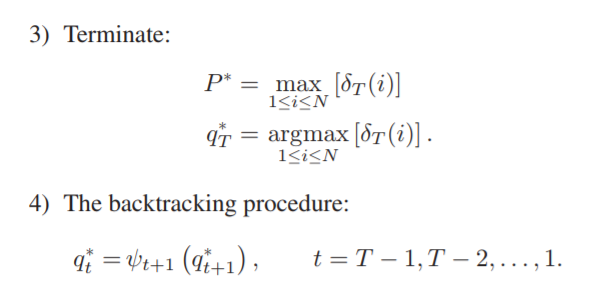 3) Terminate:
P* = max_{1≤i≤N} [δ_T(i)]
q*_T = argmax_{1≤i≤N} [δ_T(i)] .
4) The backtracking procedure:
q*_t = ψ_{t+1} (q*_{t+1}) , t = T − 1, T − 2, . . . , 1.